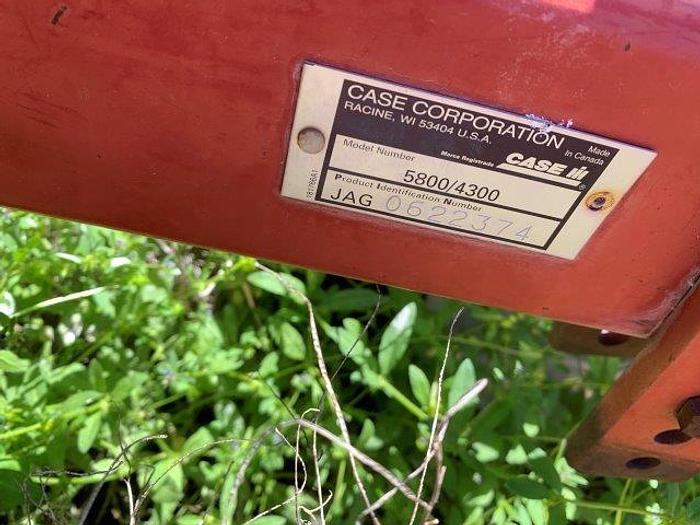 CASE CORPORATION
RACINE, WI 53404 U.S.A.
Made
in Canada
Marca Registrada
CASE IH
®
Model Number
5800/4300
Product Identification Number
JAG 0622374